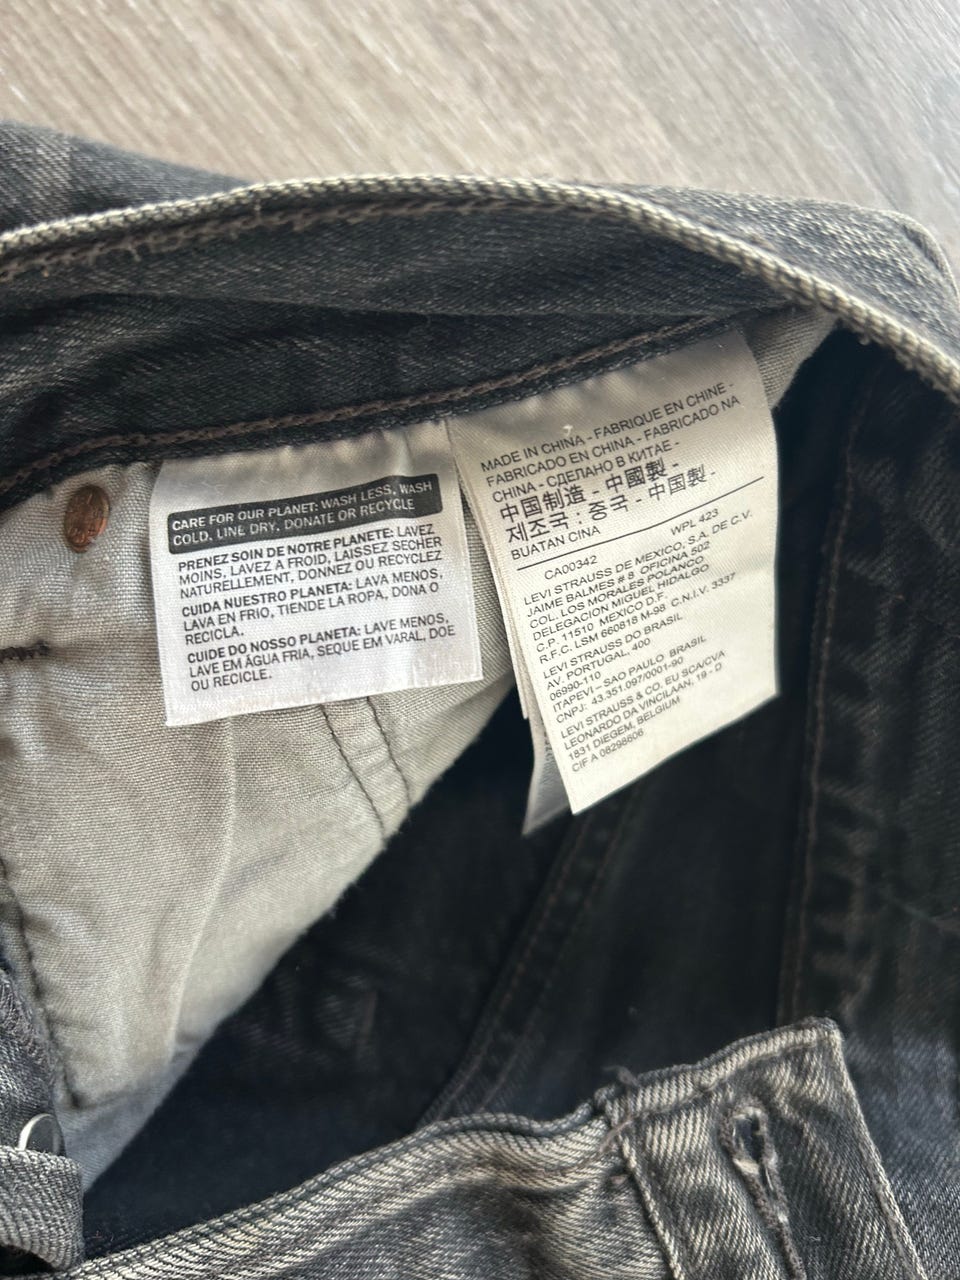 CARE FOR OUR PLANET: WASH LESS, WASH
COLD, LINE DRY, DONATE OR RECYCLE
PRENEZ SOIN DE NOTRE PLANETE: LAVEZ
MOINS, LAVEZ A FROID, LAISSEZ SECHER
NATURELLEMENT, DONNEZ OU RECYCLEZ
CUIDA NUESTRO PLANETA: LAVA MENOS,
LAVA EN FRIO, TIENDE LA ROPA, DONA O
RECICLA.
CUIDE DO NOSSO PLANETA: LAVE MENOS,
LAVE EM ÁGUA FRIA, SEQUE EM VARAL, DOE
OU RECICLE.
MADE IN CHINA - FABRIQUE EN CHINE -
FABRICADO EN CHINA - FABRICADO NA
CHINA - СДЕЛАНО В КИТАЕ -
中国制造 - 中國製 -
제조국 : 중국 - 中国製 -
BUATAN CINA
CA00342 WPL 423
LEVI STRAUSS DE MEXICO, S.A. DE C.V.
JAIME BALMES # 8 OFICINA 502
COL. LOS MORALES POLANCO
DELEGACION MIGUEL HIDALGO
C.P. 11510 MEXICO D.F.
R.F.C. LSM 660818 M-98 C.N.I.V. 3337
LEVI STRAUSS DO BRASIL
AV. PORTUGAL, 400
06990-110
ITAPEVI – SAO PAULO BRASIL
CNPJ: 43.351.097/0001-90
LEVI STRAUSS & CO. EU SCA/CVA
LEONARDO DA VINCILAAN, 19 - D
1831 DIEGEM, BELGIUM
CIF A 08298606